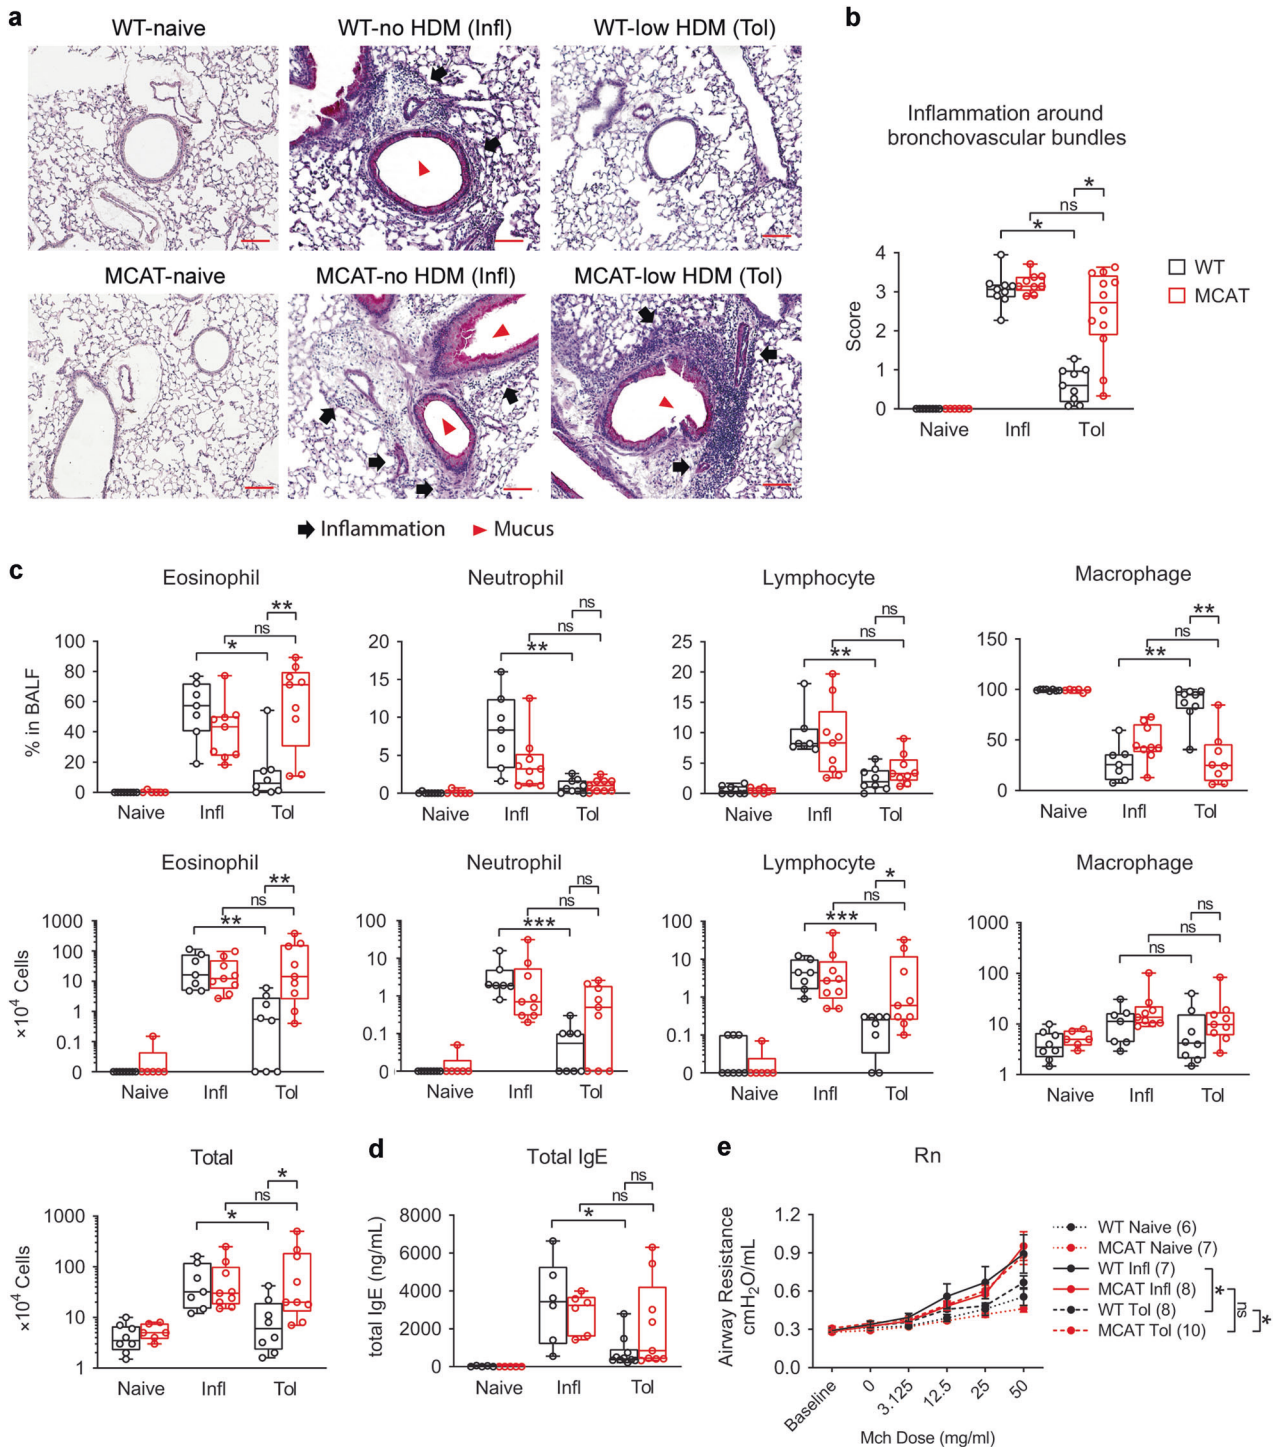 a
WT-naive
WT-no HDM (Infl)
WT-low HDM (Tol)
MCAT-naive
MCAT-no HDM (Infl)
MCAT-low HDM (Tol)
Inflammation
Mucus
b
Inflammation around
bronchovascular bundles
*
ns
*
4
3
2
1
0
Score
Naive
Infl
Tol
WT
MCAT
c
Eosinophil
**
ns
*
100
80
60
40
20
0
% in BALF
Naive
Infl
Tol
Neutrophil
ns
ns
**
20
15
10
5
0
Naive
Infl
Tol
Lymphocyte
ns
ns
**
25
20
15
10
5
0
Naive
Infl
Tol
Macrophage
**
ns
**
150
100
50
0
Naive
Infl
Tol
Eosinophil
**
ns
**
1000
100
10
1
0.1
0
×10⁴ Cells
Naive
Infl
Tol
Neutrophil
ns
ns
***
100
10
1
0.1
0
Naive
Infl
Tol
Lymphocyte
*
ns
***
100
10
1
0.1
0
Naive
Infl
Tol
Macrophage
ns
ns
ns
1000
100
10
1
Naive
Infl
Tol
Total
*
ns
*
1000
100
10
1
×10⁴ Cells
Naive
Infl
Tol
d
Total IgE
ns
ns
*
8000
6000
4000
2000
0
total IgE (ng/mL)
Naive
Infl
Tol
e
Rn
1.2
0.9
0.6
0.3
0.0
Airway Resistance
cmH₂O/mL
Baseline
0
3.125
12.5
25
50
Mch Dose (mg/ml)
WT Naive (6)
MCAT Naive (7)
WT Infl (7)
MCAT Infl (8)
WT Tol (8)
MCAT Tol (10)
*
ns
*